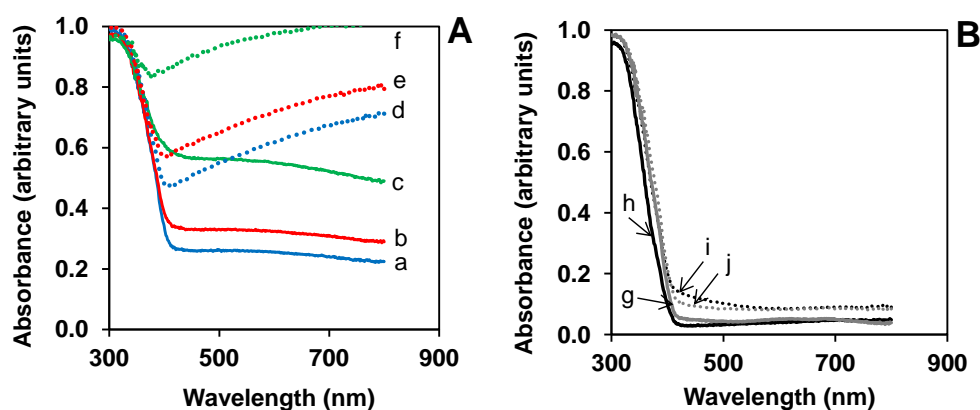 A
Absorbance (arbitrary units)
1.0
0.8
0.6
0.4
0.2
0.0
f
e
d
c
b
a
300 500 700 900
Wavelength (nm)
B
Absorbance (arbitrary units)
1.0
0.8
0.6
0.4
0.2
0.0
h
i
j
g
300 500 700 900
Wavelength (nm)